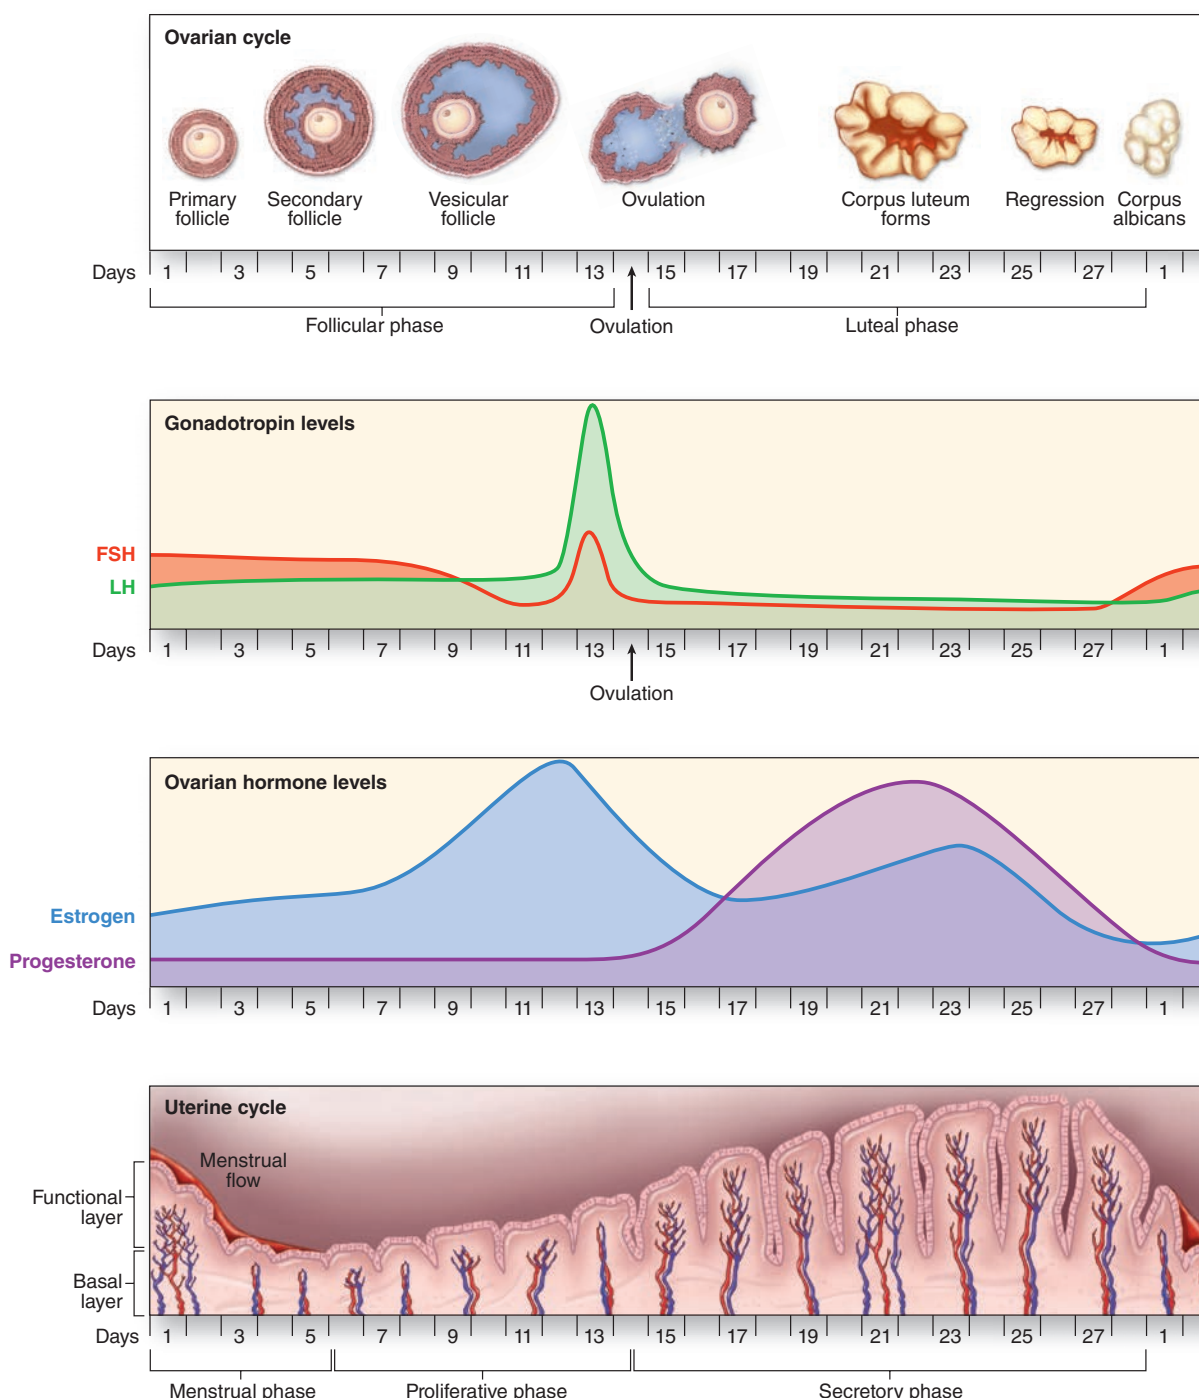 Ovarian cycle
Primary
follicle
Secondary
follicle
Vesicular
follicle
Ovulation
Corpus luteum
forms
Regression
Corpus
albicans
Days 1 3 5 7 9 11 13 15 17 19 21 23 25 27 1
Follicular phase
Ovulation
Luteal phase
Gonadotropin levels
FSH
LH
Days 1 3 5 7 9 11 13 15 17 19 21 23 25 27 1
Ovulation
Ovarian hormone levels
Estrogen
Progesterone
Days 1 3 5 7 9 11 13 15 17 19 21 23 25 27 1
Uterine cycle
Menstrual
flow
Functional
layer
Basal
layer
Days 1 3 5 7 9 11 13 15 17 19 21 23 25 27 1
Menstrual phase
Proliferative phase
Secretory phase